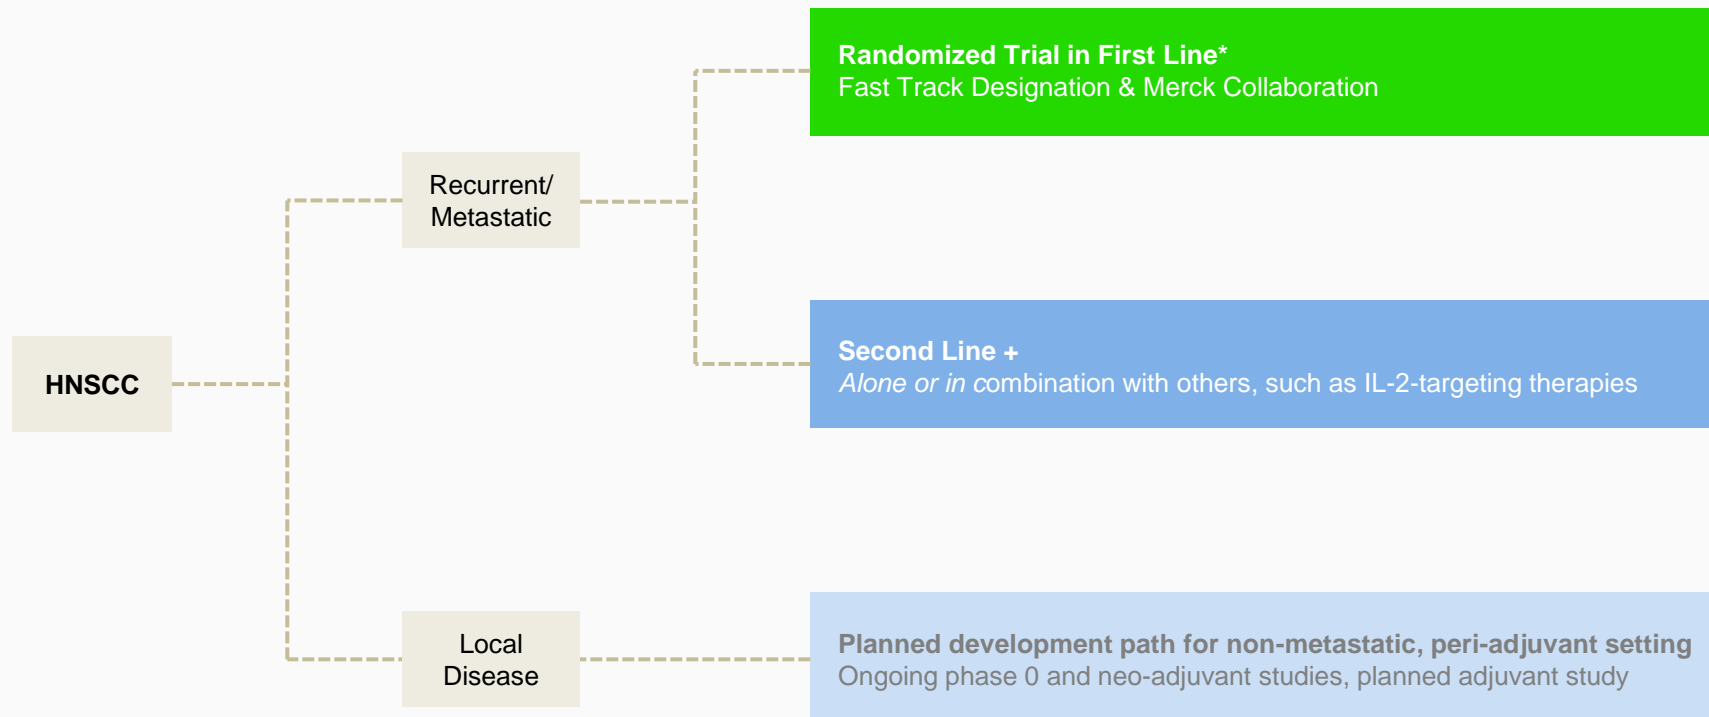 HNSCC
Recurrent/
Metastatic
Randomized Trial in First Line*
Fast Track Designation & Merck Collaboration
Second Line +
Alone or in combination with others, such as IL-2-targeting therapies
Local
Disease
Planned development path for non-metastatic, peri-adjuvant setting
Ongoing phase 0 and neo-adjuvant studies, planned adjuvant study